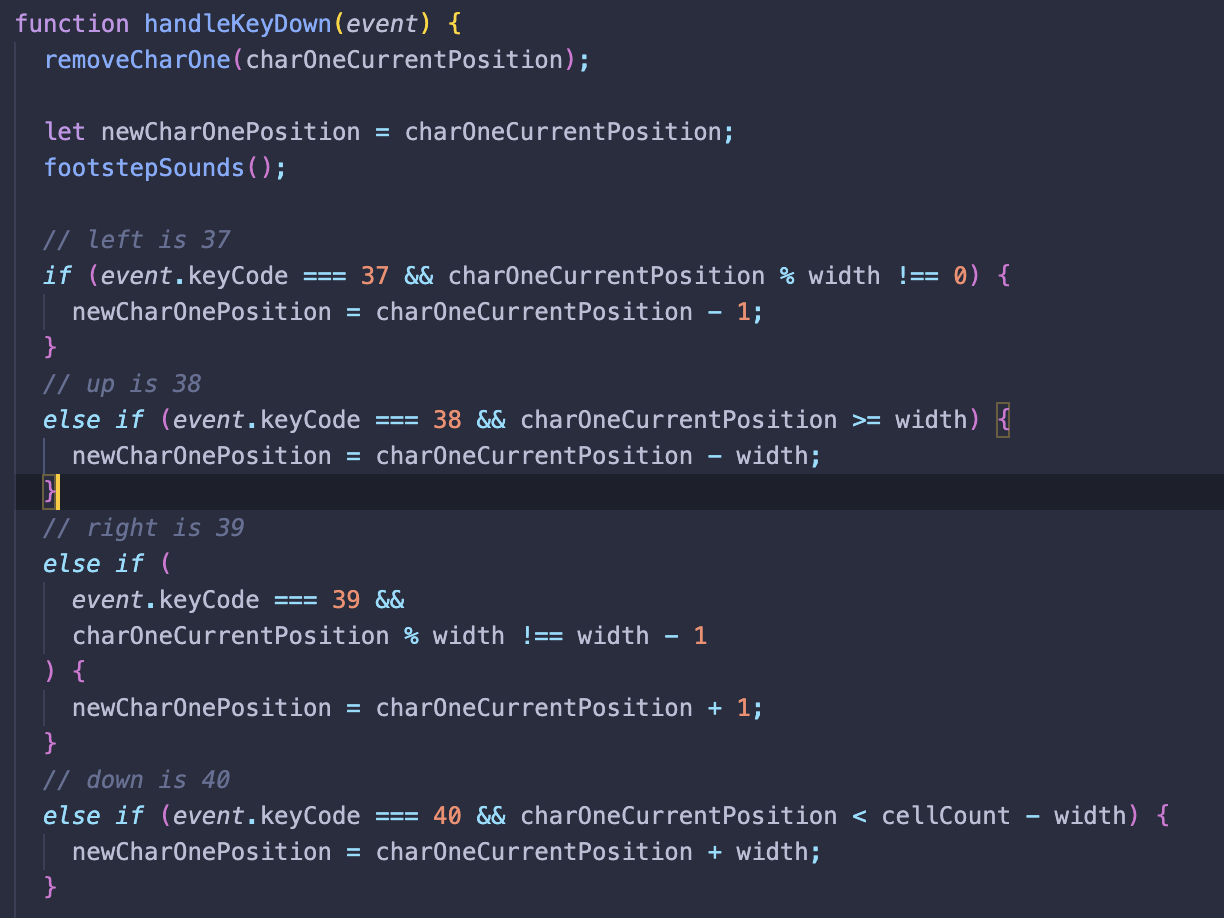 function handleKeyDown(event) {
removeCharOne(charOneCurrentPosition);
let newCharOnePosition = charOneCurrentPosition;
footstepSounds();
// left is 37
if (event.keyCode === 37 && charOneCurrentPosition % width !== 0) {
newCharOnePosition = charOneCurrentPosition - 1;
}
// up is 38
else if (event.keyCode === 38 && charOneCurrentPosition >= width) {
newCharOnePosition = charOneCurrentPosition - width;
}
// right is 39
else if (
event.keyCode === 39 &&
charOneCurrentPosition % width !== width - 1
) {
newCharOnePosition = charOneCurrentPosition + 1;
}
// down is 40
else if (event.keyCode === 40 && charOneCurrentPosition < cellCount - width) {
newCharOnePosition = charOneCurrentPosition + width;
}